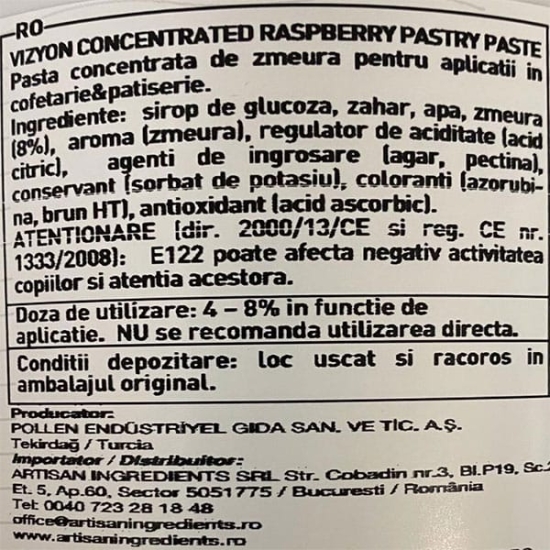 RO
VIZYON CONCENTRATED RASPBERRY PASTRY PASTE
Pasta concentrata de zmeura pentru aplicatii in
cofetarie&patiserie.
Ingrediente: sirop de glucoza, zahar, apa, zmeura
(8%), aroma (zmeura), regulator de aciditate (acid
citric), agenti de ingrosare (agar, pectina),
conservant (sorbat de potasiu), coloranti (azorubi-
na, brun HT), antioxidant (acid ascorbic).
ATENTIONARE (dir. 2000/13/CE si reg. CE nr.
1333/2008): E122 poate afecta negativ activitatea
copiilor si atentia acestora.
Doza de utilizare: 4 – 8% in functie de
aplicatie. NU se recomanda utilizarea directa.
Conditii depozitare: loc uscat si racoros in
ambalajul original.
Producator:
POLLEN ENDÜSTRİYEL GIDA SAN. VE TİC. A.Ş.
Tekirdağ / Turcia
Importator / Distribuitor:
ARTISAN INGREDIENTS SRL Str. Cobadin nr.3, Bl.P19, Sc.2
Et. 5, Ap.60, Sector 5051775 / Bucuresti / România
Tel: 0040 723 28 18 48
office@artisaningredients.ro
www.artisaningredients.ro